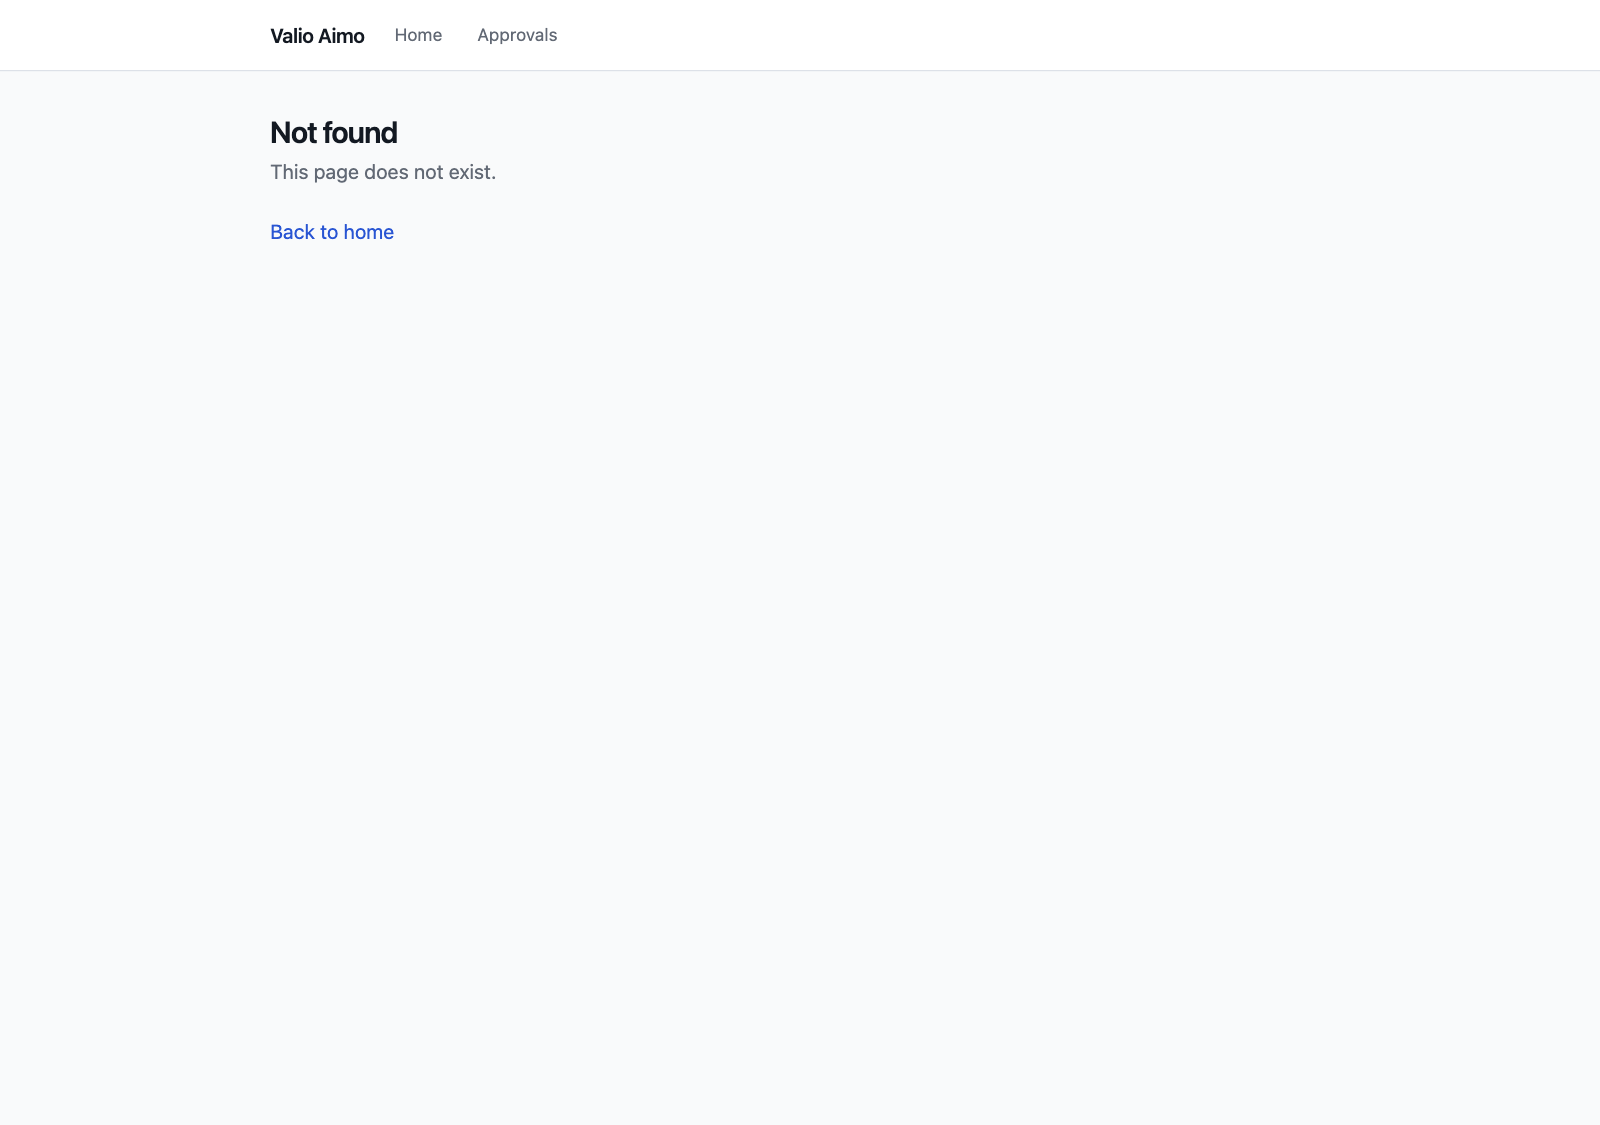 Valio Aimo Home Approvals
Not found
This page does not exist.
Back to home